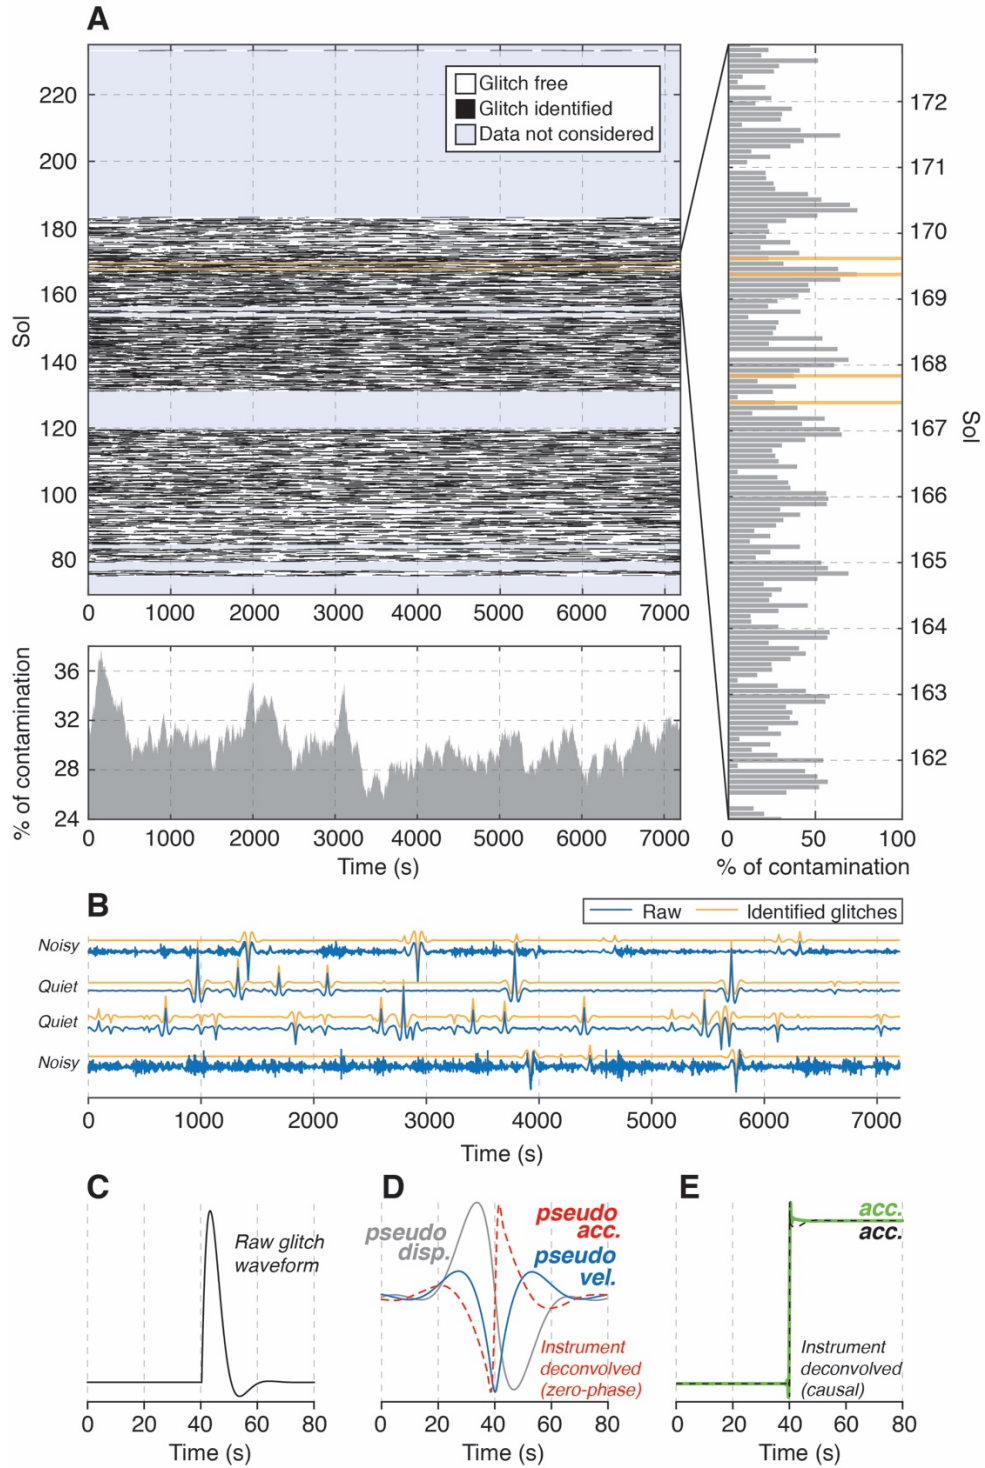 A
Sol
220
200
180
160
140
120
100
80
0 1000 2000 3000 4000 5000 6000 7000
Glitch free
Glitch identified
Data not considered
% of contamination
36
32
28
24
0 1000 2000 3000 4000 5000 6000 7000
Time (s)
172
171
170
169
168
167
166
165
164
163
162
Sol
0 50 100
% of contamination
B
Raw Identified glitches
Noisy
Quiet
Quiet
Noisy
0 1000 2000 3000 4000 5000 6000 7000
Time (s)
C
Raw glitch
waveform
0 20 40 60 80
Time (s)
D
pseudo
disp.
pseudo
acc.
pseudo
vel.
Instrument
deconvolved
(zero-phase)
0 20 40 60 80
Time (s)
E
acc.
acc.
Instrument
deconvolved
(causal)
0 20 40 60 80
Time (s)